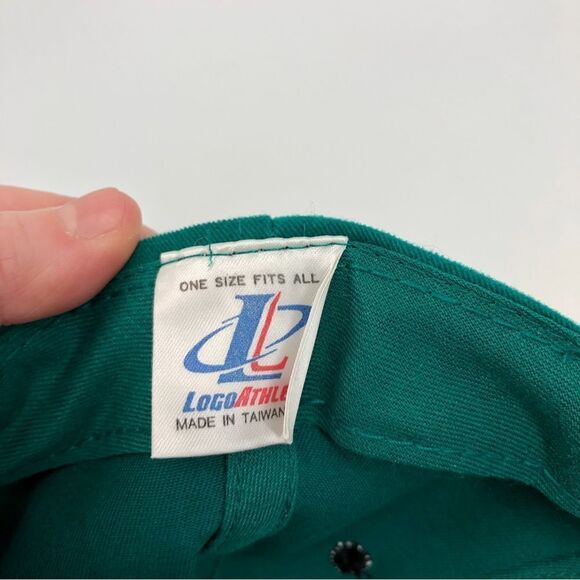 ONE SIZE FITS ALL
LOGOATHLE
MADE IN TAIWAN